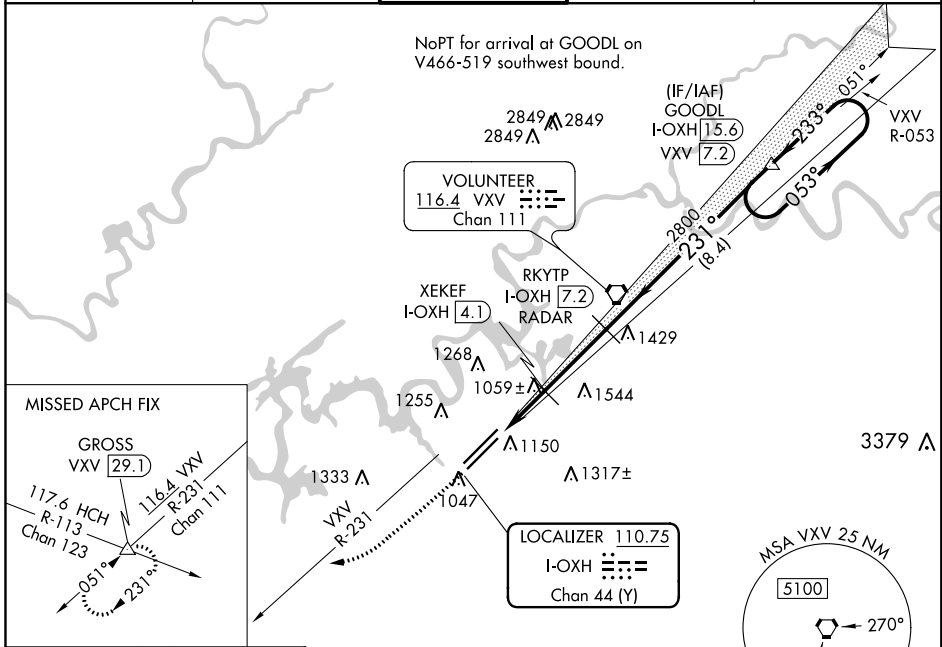 NoPT for arrival at GOODL on
V466-519 southwest bound.
(IF/IAF)
GOODL
I-OXH 15.6
VXV 7.2
051°
233°
053°
VXV
R-053
2849
2849
2849
VOLUNTEER
116.4 VXV
Chan 111
2800
231°
(8.4)
XEKEF
I-OXH 4.1
RKYTP
I-OXH 7.2
RADAR
1429
1268
1059±
1544
1255
1150
3379
1333
1317±
1047
VXV
R-231
MISSED APCH FIX
GROSS
VXV 29.1
117.6 HCH
R-113
Chan 123
116.4 VXV
R-231
Chan 111
051°
231°
LOCALIZER 110.75
I-OXH
Chan 44 (Y)
MSA VXV 25 NM
5100
270°